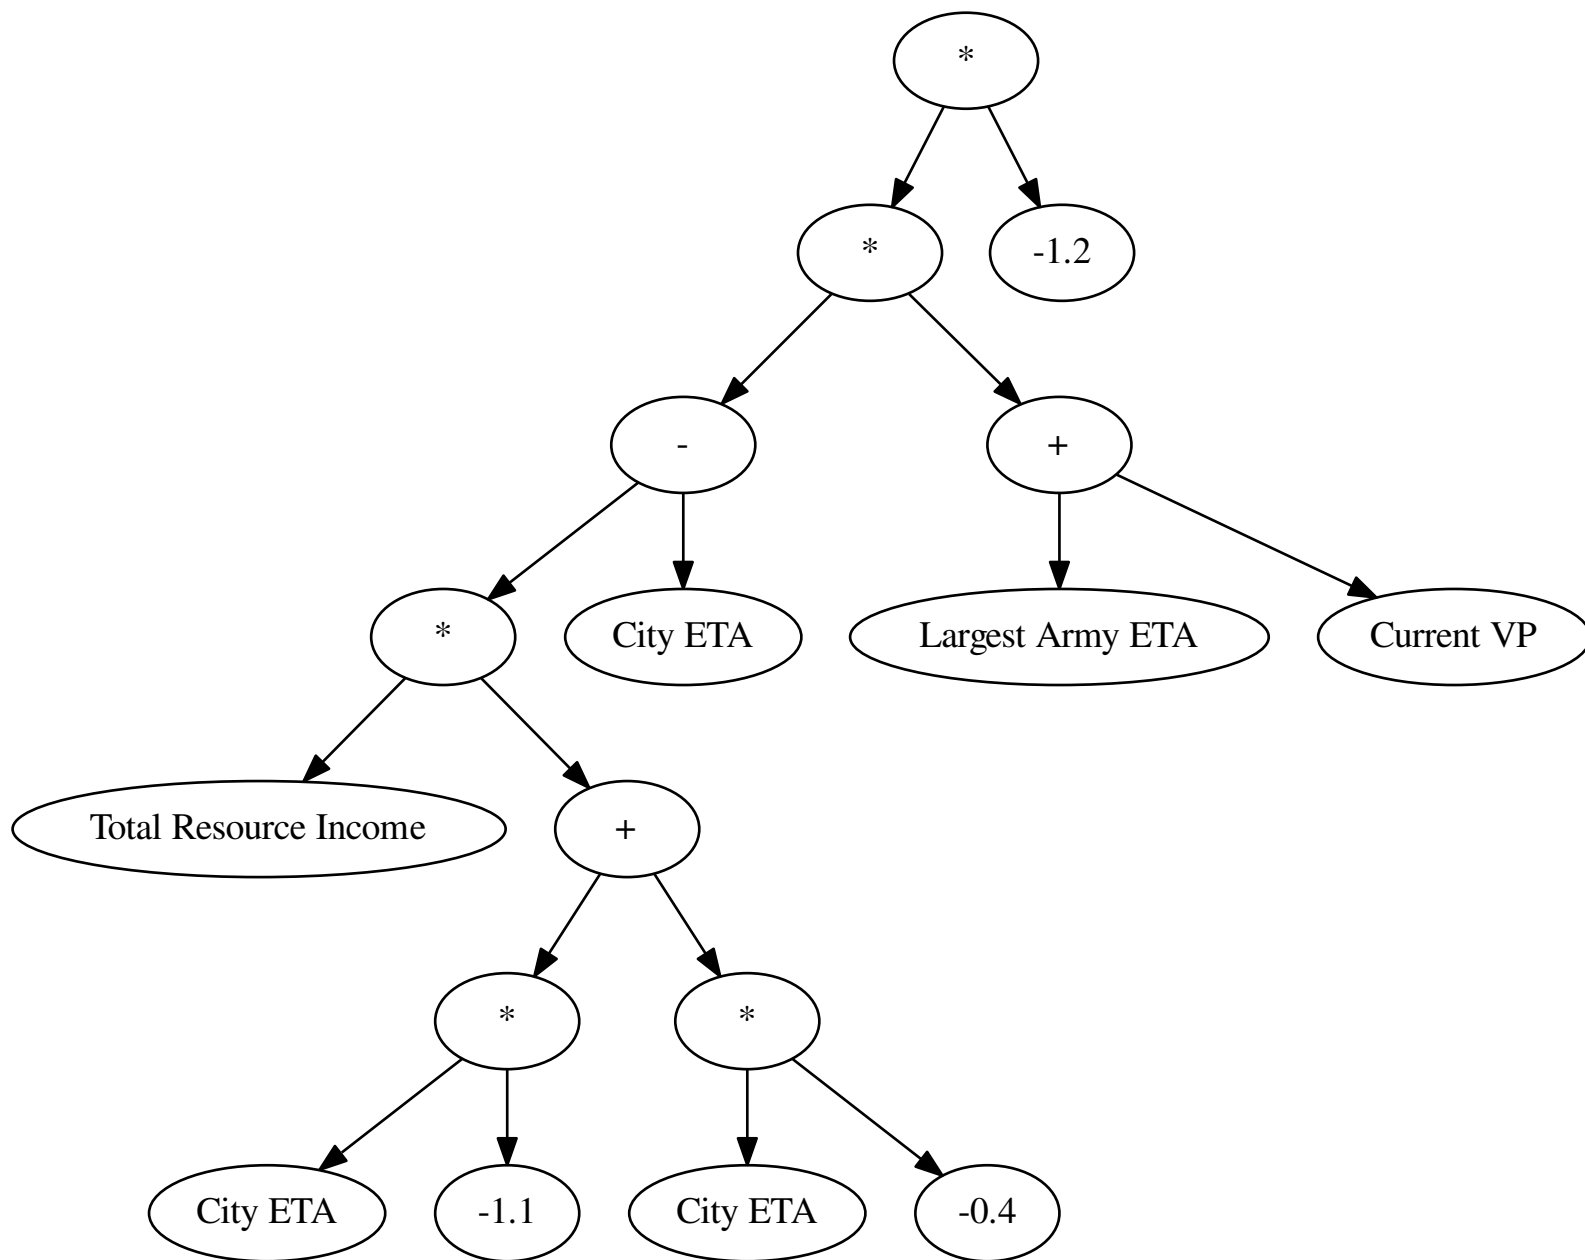 *
*
-1.2
-
+
*
City ETA
Largest Army ETA
Current VP
Total Resource Income
+
*
*
City ETA
-1.1
City ETA
-0.4